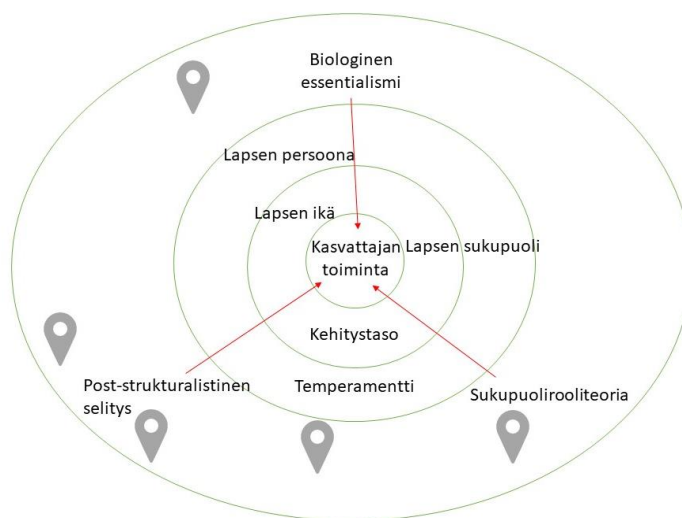 Biologinen
essentialismi
Lapsen persoona
Lapsen ikä
Kasvattajan
toiminta
Lapsen sukupuoli
Kehitystaso
Temperamentti
Post-strukturalistinen
selitys
Sukupuolirooliteoria